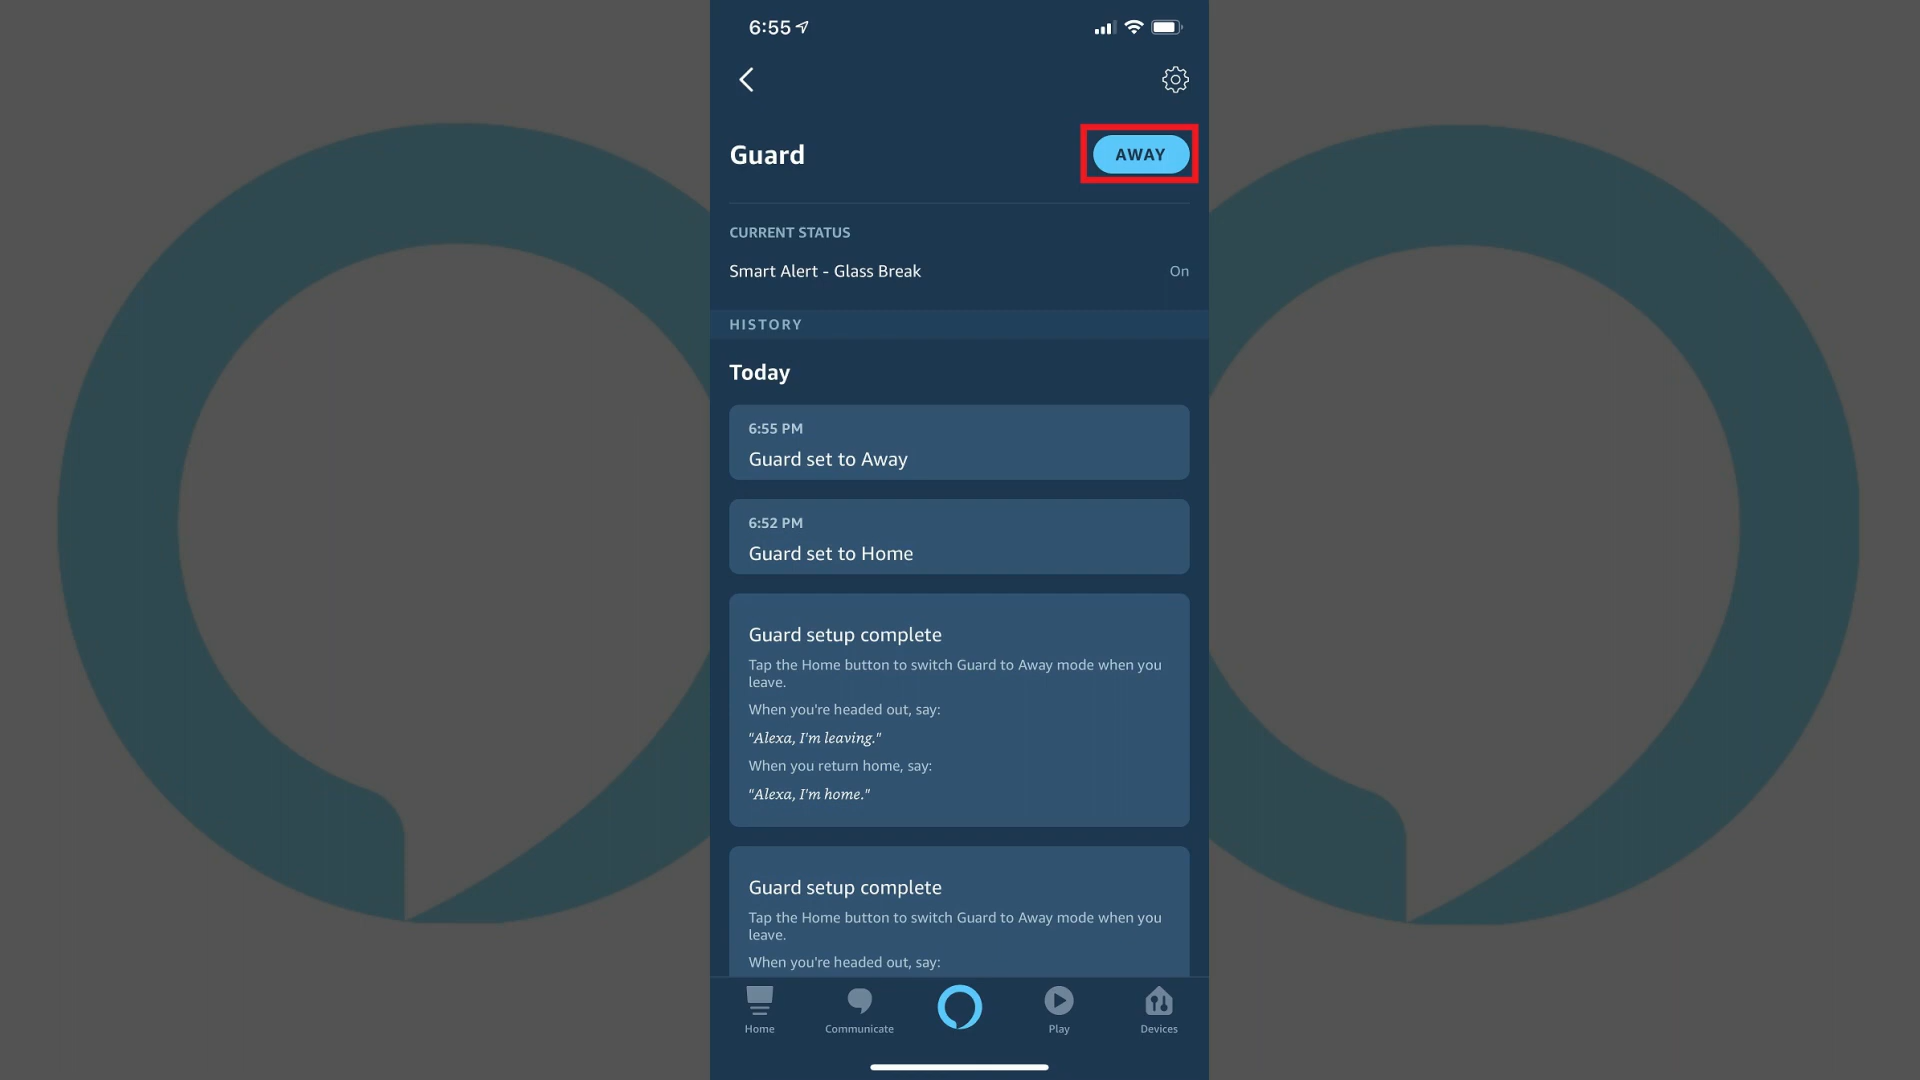 6:55
Guard
AWAY
CURRENT STATUS
Smart Alert - Glass Break
On
HISTORY
Today
6:55 PM
Guard set to Away
6:52 PM
Guard set to Home
Guard setup complete
Tap the Home button to switch Guard to Away mode when you
leave.
When you're headed out, say:
"Alexa, I'm leaving."
When you return home, say:
"Alexa, I'm home."
Guard setup complete
Tap the Home button to switch Guard to Away mode when you
leave.
When you're headed out, say:
Home
Communicate
Play
Devices